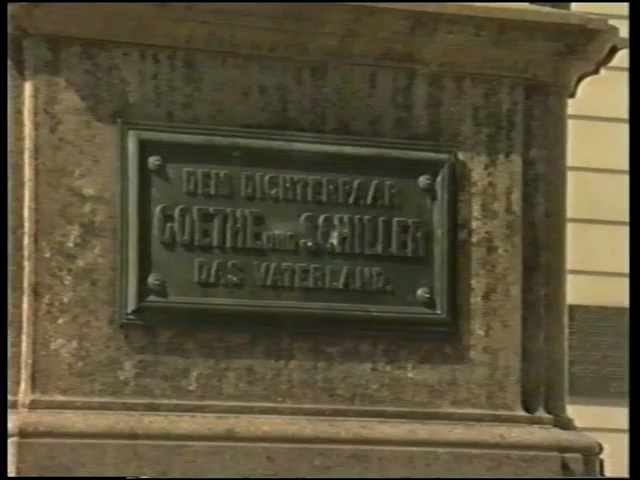 DEM DICHTERPAAR
GOETHE UND SCHILLER
DAS VATERLAND.